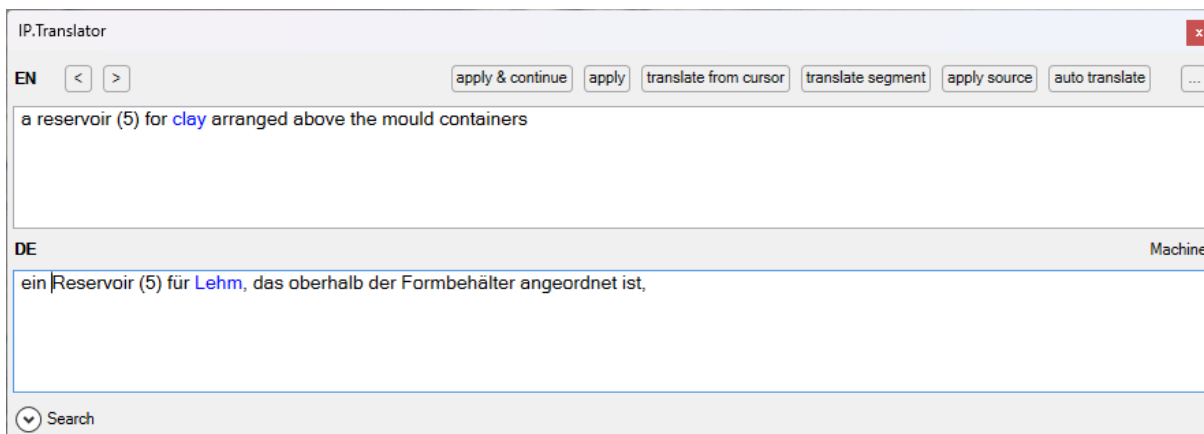 IP.Translator
x
EN < > apply & continue apply translate from cursor translate segment apply source auto translate ...
a reservoir (5) for clay arranged above the mould containers
DE Machine
ein Reservoir (5) für Lehm, das oberhalb der Formbehälter angeordnet ist,
Search